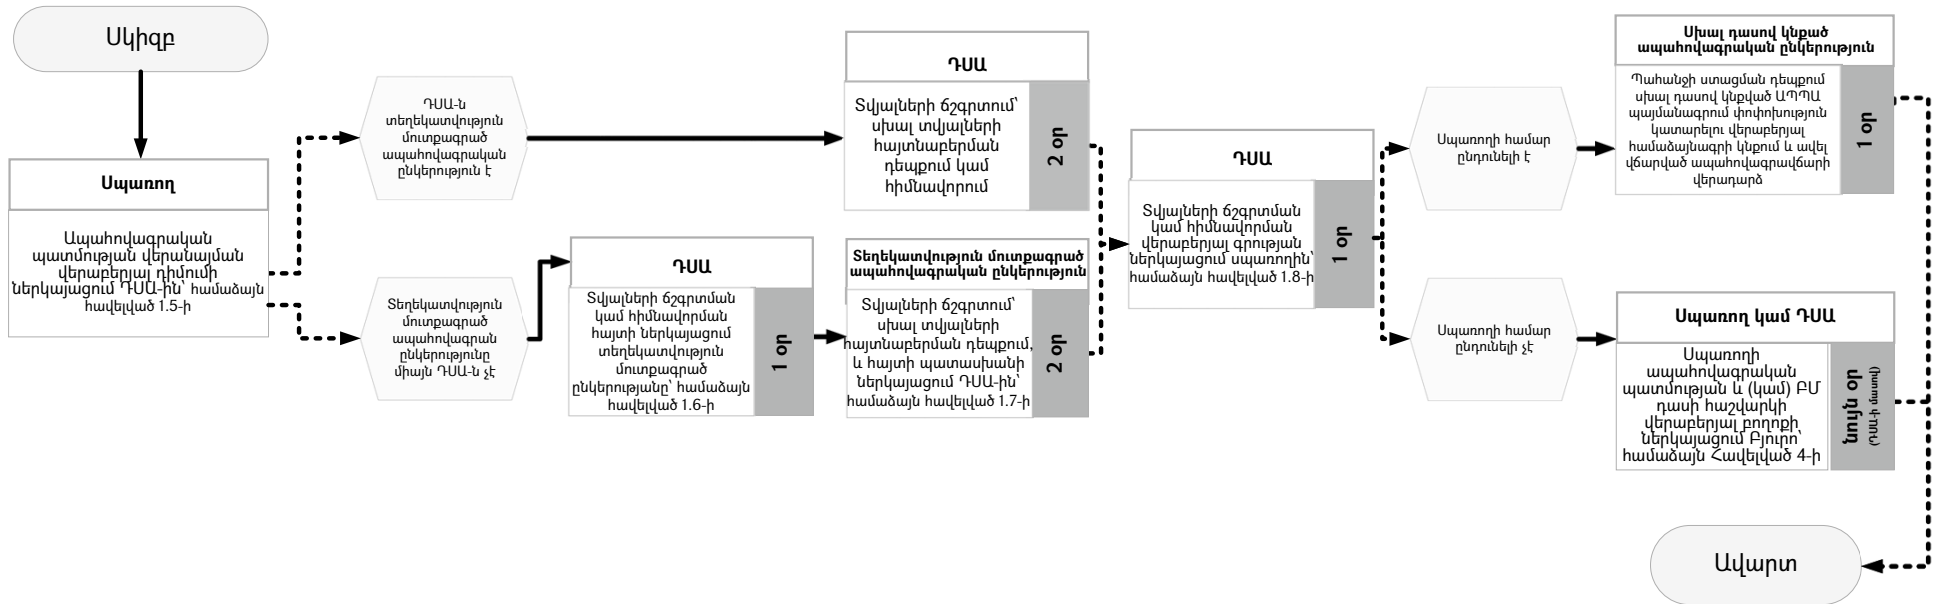 Սկիզբ
Սպառող
Ապահովագրական
պատմության վերանայման
վերաբերյալ դիմումի
ներկայացում ԴՍԱ-ին՝ համաձայն
հավելված 1.5-ի
ԴՍԱ-ն
տեղեկատվություն
մուտքագրած
ապահովագրական
ընկերություն է
Տեղեկատվություն
մուտքագրած
ապահովագրան
ընկերությունը
միայն ԴՍԱ-ն չէ
ԴՍԱ
Տվյալների ճշգրտման
կամ հիմնավորման
հայտի ներկայացում
տեղեկատվություն
մուտքագրած
ընկերությանը՝ համաձայն
հավելված 1.6-ի
1 օր
ԴՍԱ
Տվյալների ճշգրտում՝
սխալ տվյալների
հայտնաբերման
դեպքում կամ
հիմնավորում
2 օր
Տեղեկատվություն մուտքագրած
ապահովագրական ընկերություն
Տվյալների ճշգրտում՝
սխալ տվյալների
հայտնաբերման դեպքում,
և հայտի պատասխանի
ներկայացում ԴՍԱ-ին՝
համաձայն հավելված 1.7-ի
2 օր
ԴՍԱ
Տվյալների ճշգրտման
կամ հիմնավորման
վերաբերյալ գրության
ներկայացում սպառողին՝
համաձայն հավելված 1.8-ի
1 օր
Սպառողի համար
ընդունելի է
Սպառողի համար
ընդունելի չէ
Սխալ դասով կնքած
ապահովագրական ընկերություն
Պահանջի ստացման դեպքում
սխալ դասով կնքված ԱՊՊԱ
պայմանագրում փոփոխություն
կատարելու վերաբերյալ
համաձայնագրի կնքում և ավել
վճարված ապահովագրավճարի
վերադարձ
1 օր
Սպառող կամ ԴՍԱ
Սպառողի
ապահովագրական
պատմության և (կամ) ԲՄ
դասի հաշվարկի
վերաբերյալ բողոքի
ներկայացում Բյուրո՝
համաձայն Հավելված 4-ի
նույն օր
(ԴՍԱ-ի մասով)
Ավարտ